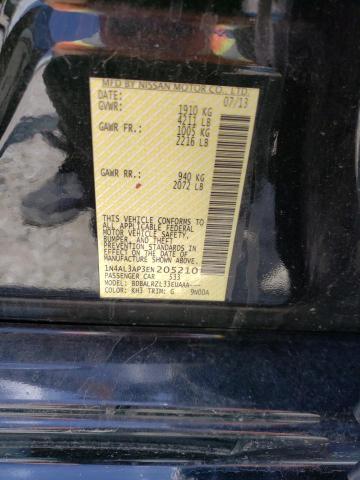 MFD BY NISSAN MOTOR CO., LTD.
DATE: 07/13
GVWR: 1910 KG
4211 LB
GAWR FR: 1005 KG
2216 LB
GAWR RR: 940 KG
2072 LB
THIS VEHICLE CONFORMS TO
ALL APPLICABLE FEDERAL
MOTOR VEHICLE SAFETY,
BUMPER, AND THEFT
PREVENTION STANDARDS IN
EFFECT ON THE DATE OF
MANUFACTURE SHOWN ABOVE.
1N4AL3AP3EN205210
PASSENGER CAR 533
MODEL: BDBALRZL33EUAAA---
COLOR: KH3 TRIM: G 9N00A